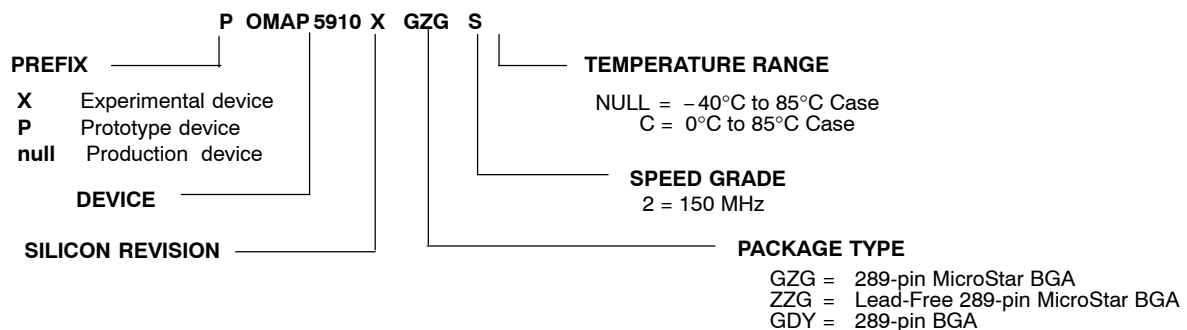 P OMAP 5910 X GZG S
PREFIX
X Experimental device
P Prototype device
null Production device
DEVICE
SILICON REVISION
TEMPERATURE RANGE
NULL = –40°C to 85°C Case
C = 0°C to 85°C Case
SPEED GRADE
2 = 150 MHz
PACKAGE TYPE
GZG = 289-pin MicroStar BGA
ZZG = Lead-Free 289-pin MicroStar BGA
GDY = 289-pin BGA